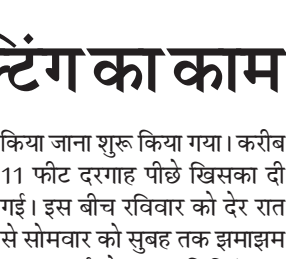 का काम
किया जाना शुरू किया गया। करीब
11 फीट दरगाह पीछे खिसका दी
गई। इस बीच रविवार को देर रात
से सोमवार को सुबह तक झमाझम